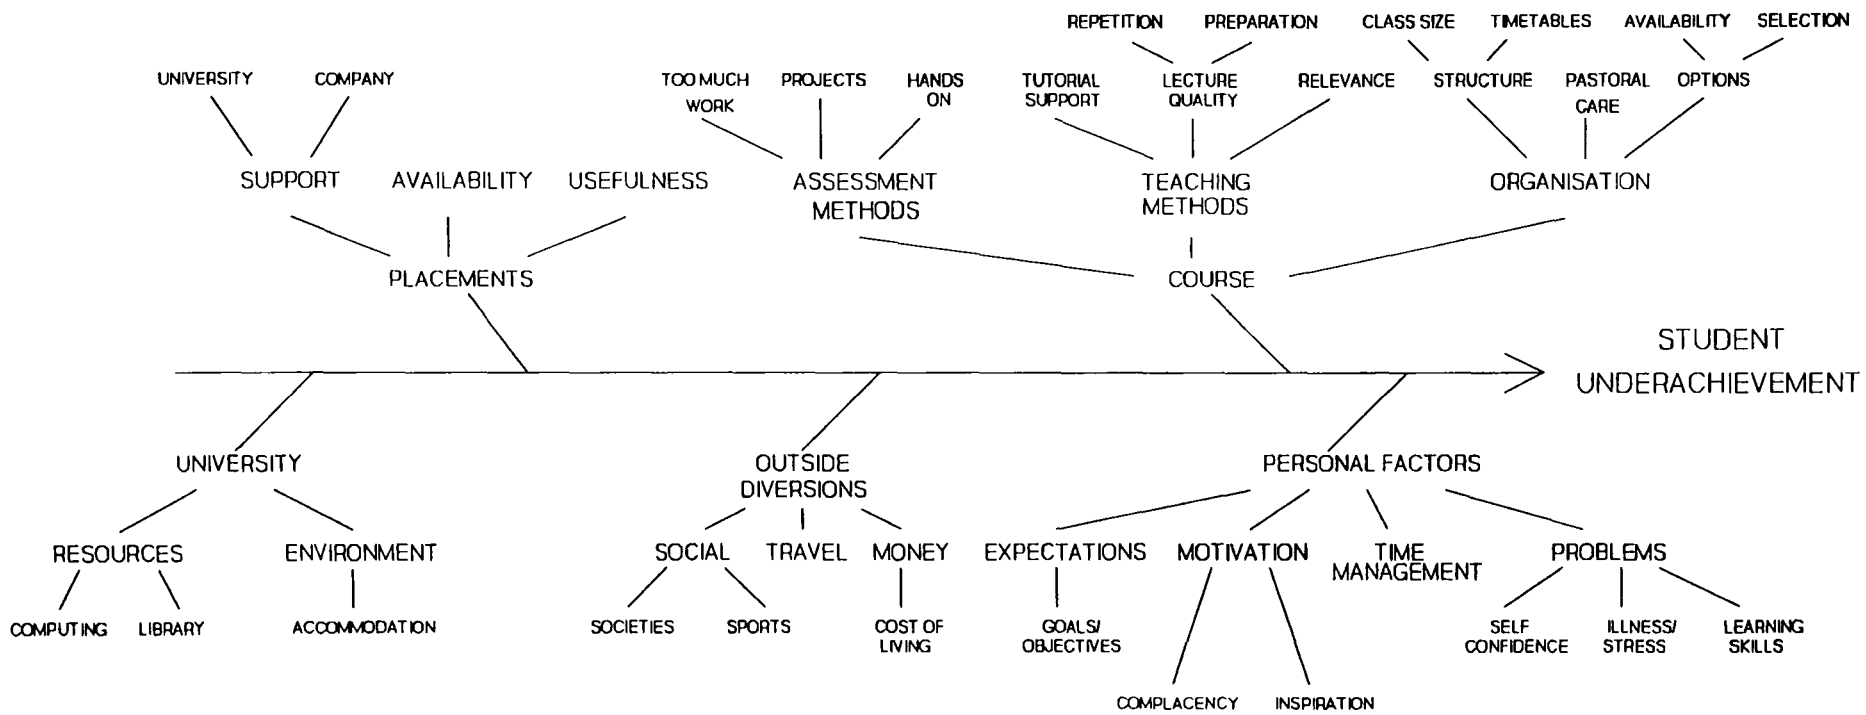 REPETITION PREPARATION CLASS SIZE TIMETABLES AVAILABILITY SELECTION
UNIVERSITY COMPANY TOO MUCH PROJECTS HANDS TUTORIAL LECTURE RELEVANCE STRUCTURE PASTORAL OPTIONS
WORK ON SUPPORT QUALITY CARE
SUPPORT AVAILABILITY USEFULNESS ASSESSMENT TEACHING ORGANISATION
METHODS METHODS
PLACEMENTS COURSE
STUDENT
UNDERACHIEVEMENT
UNIVERSITY OUTSIDE PERSONAL FACTORS
DIVERSIONS
RESOURCES ENVIRONMENT SOCIAL TRAVEL MONEY EXPECTATIONS MOTIVATION TIME PROBLEMS
MANAGEMENT
COMPUTING LIBRARY ACCOMMODATION SOCIETIES SPORTS COST OF GOALS/ SELF ILLNESS/ LEARNING
LIVING OBJECTIVES CONFIDENCE STRESS SKILLS
COMPLACENCY INSPIRATION